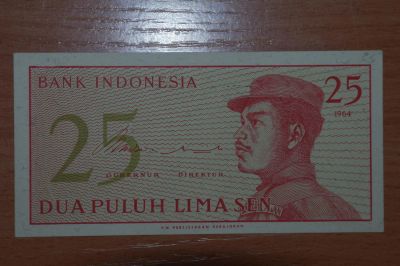 BANK INDONESIA
25
1964
25
GUBERNUR DIREKTUR
DUA PULUH LIMA SEN